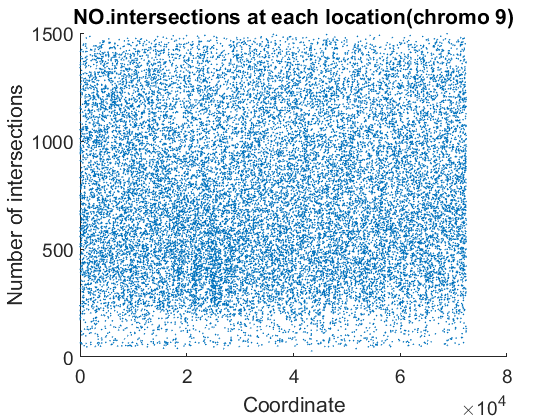 NO.intersections at each location(chromo 9)
Number of intersections
1500
1000
500
0
0 2 4 6 8
×10^4
Coordinate